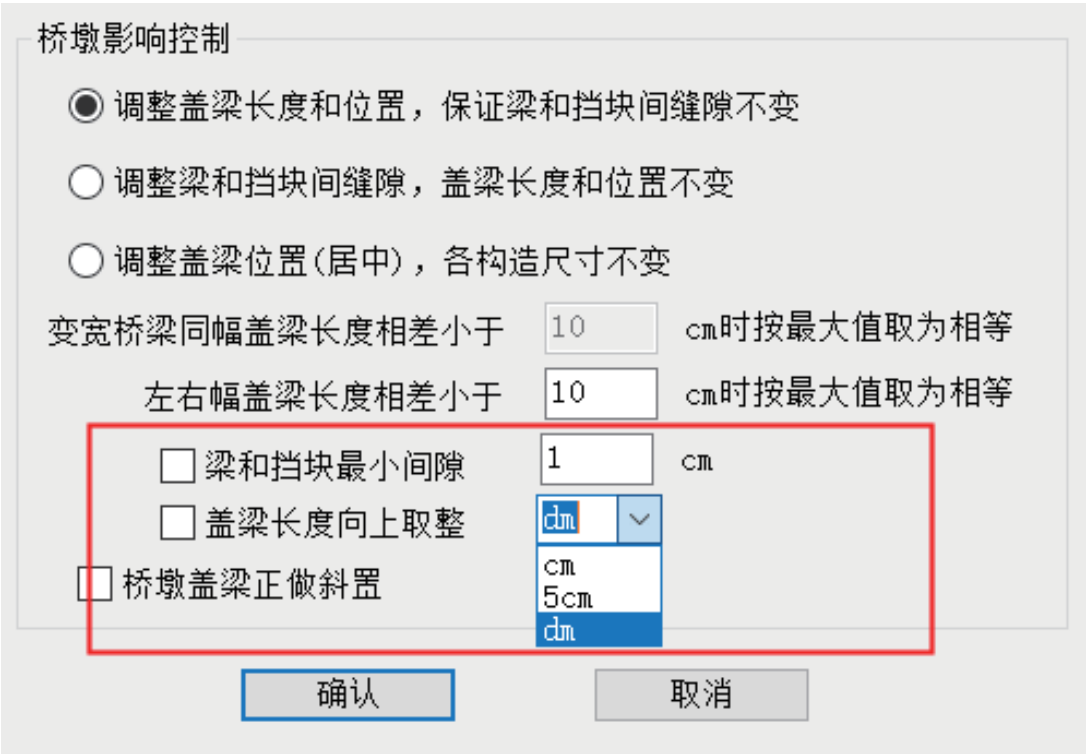 桥墩影响控制
调整盖梁长度和位置，保证梁和挡块间缝隙不变
调整梁和挡块间缝隙，盖梁长度和位置不变
调整盖梁位置(居中)，各构造尺寸不变
变宽桥梁同幅盖梁长度相差小于 10 cm时按最大值取为相等
左右幅盖梁长度相差小于 10 cm时按最大值取为相等
梁和挡块最小间隙 1 cm
盖梁长度向上取整 dm
cm
桥墩盖梁正做斜置
5cm
dm
确认 取消